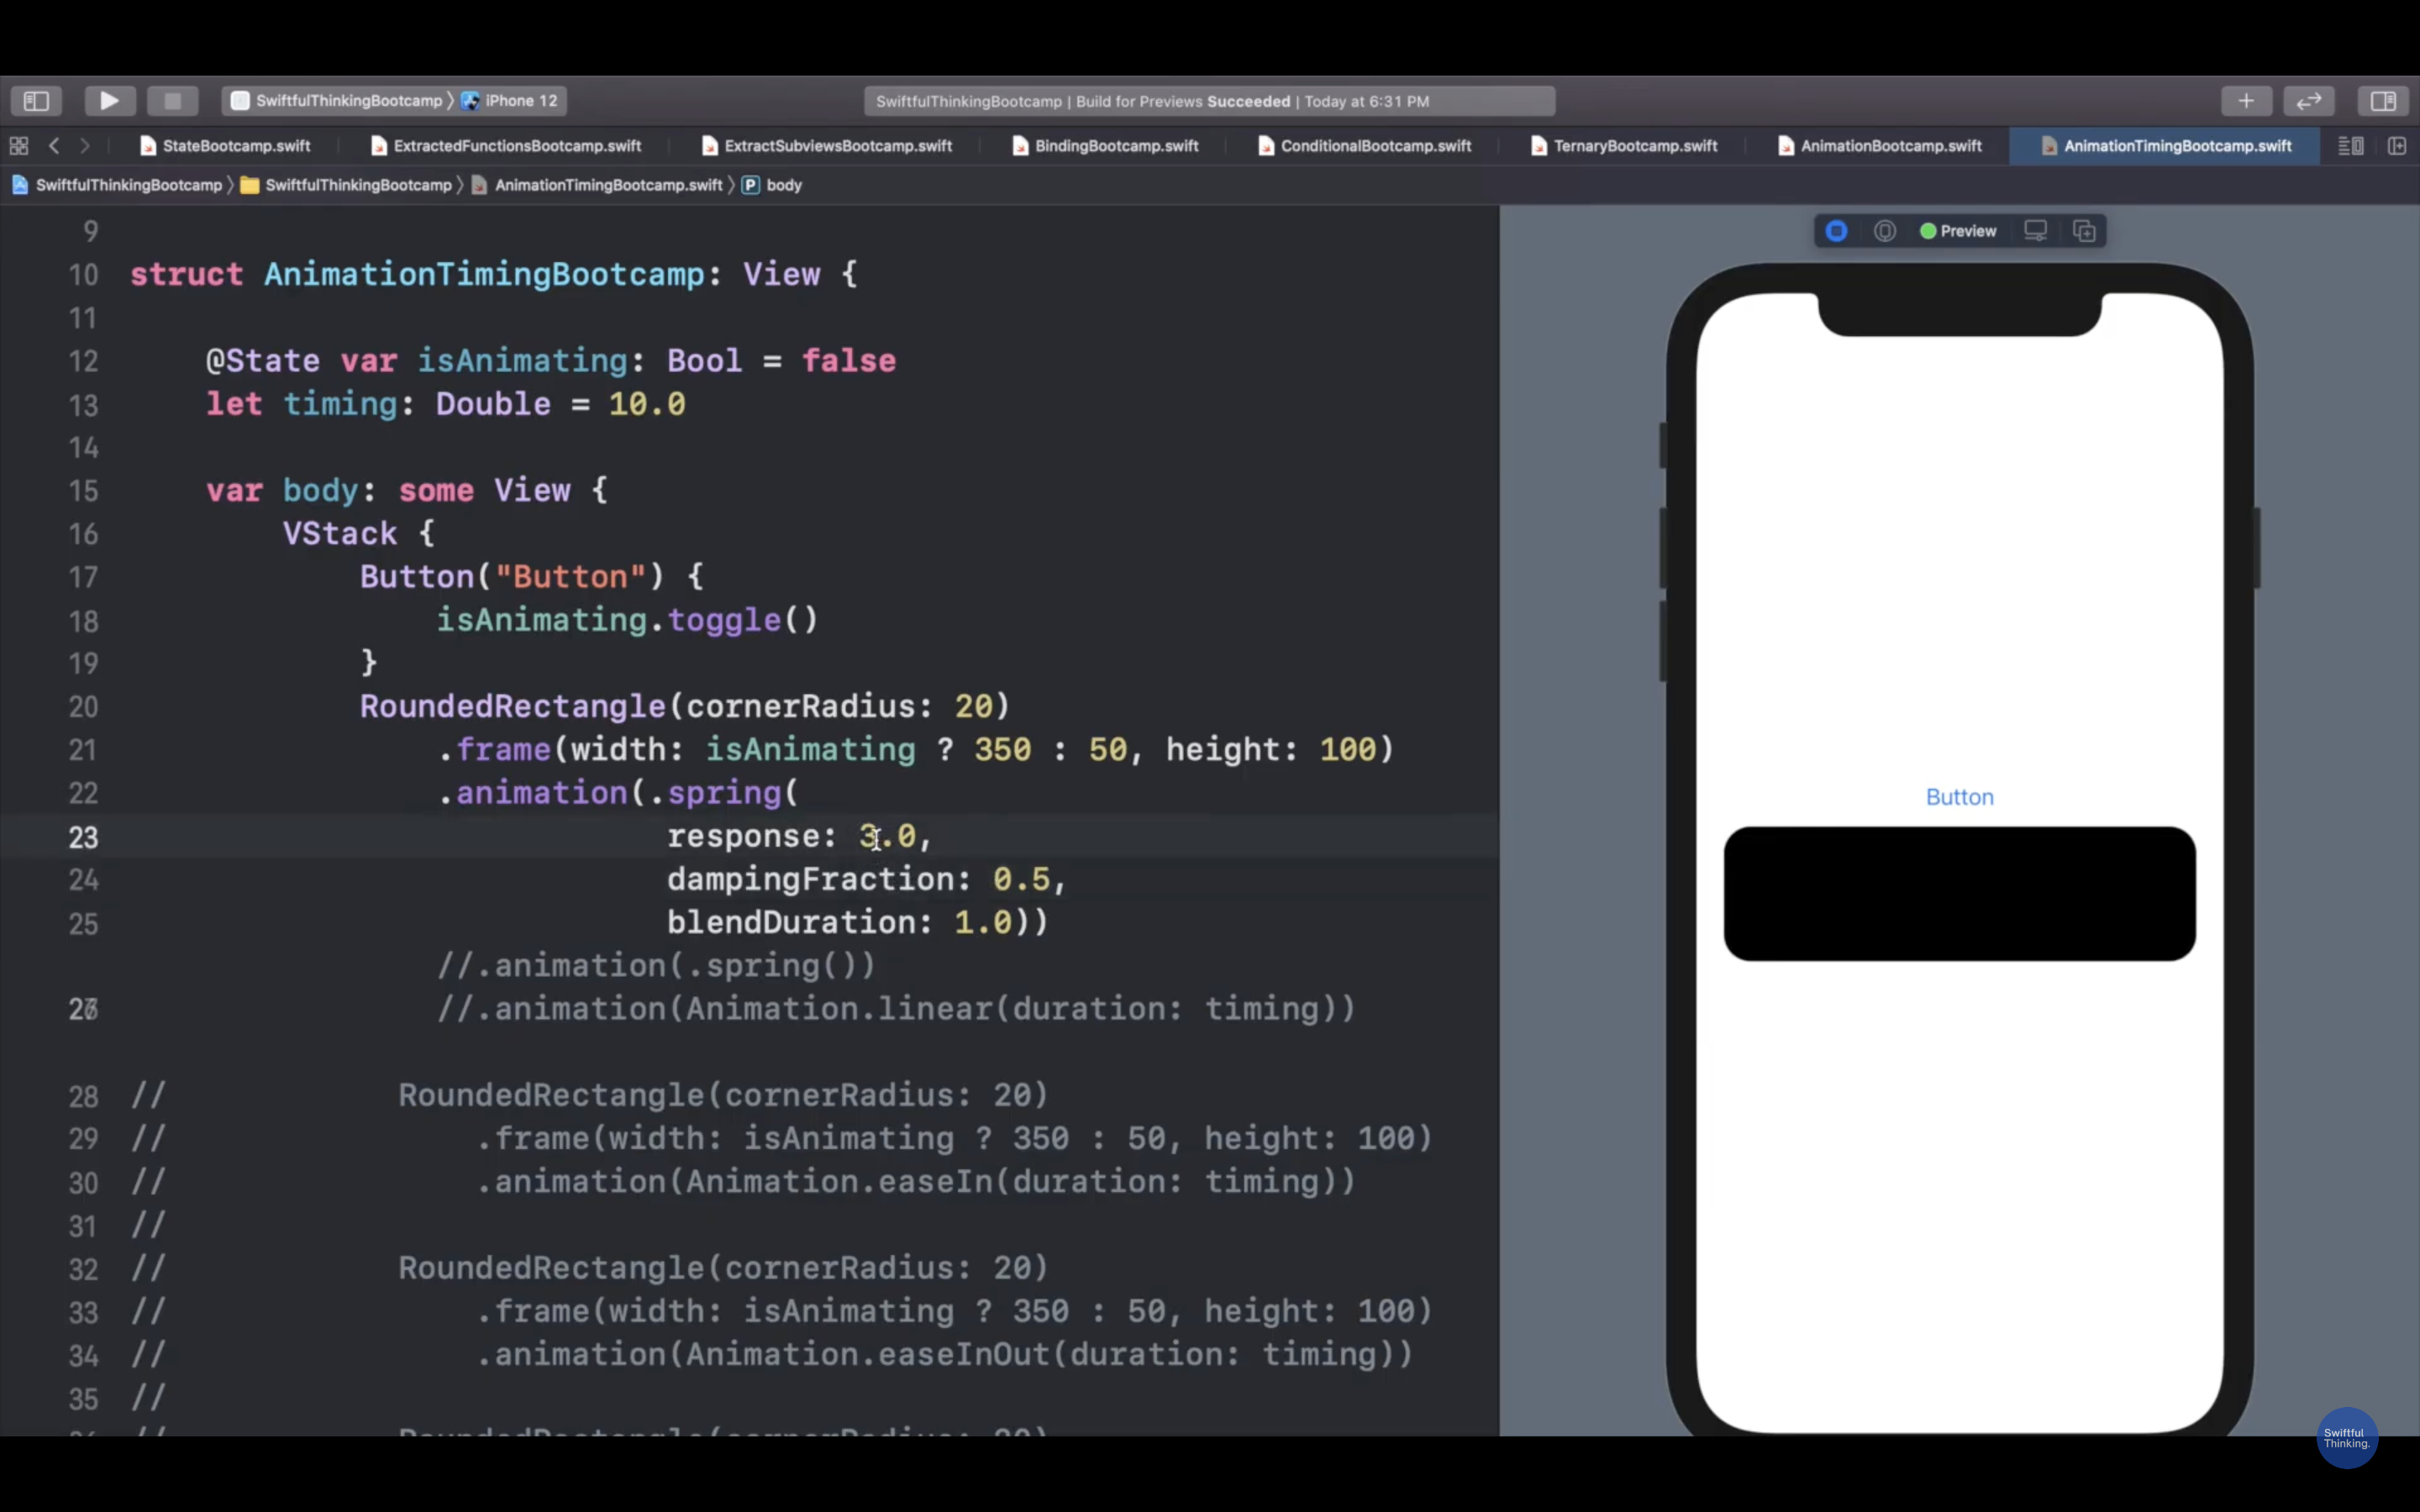 SwiftfulThinkingBootcamp 〉 iPhone 12
SwiftfulThinkingBootcamp | Build for Previews Succeeded | Today at 6:31 PM
StateBootcamp.swift
ExtractedFunctionsBootcamp.swift
ExtractSubviewsBootcamp.swift
BindingBootcamp.swift
ConditionalBootcamp.swift
TernaryBootcamp.swift
AnimationBootcamp.swift
AnimationTimingBootcamp.swift
SwiftfulThinkingBootcamp 〉 SwiftfulThinkingBootcamp 〉 AnimationTimingBootcamp.swift 〉 P body
9
10 struct AnimationTimingBootcamp: View {
11
12 @State var isAnimating: Bool = false
13 let timing: Double = 10.0
14
15 var body: some View {
16 VStack {
17 Button("Button") {
18 isAnimating.toggle()
19 }
20 RoundedRectangle(cornerRadius: 20)
21 .frame(width: isAnimating ? 350 : 50, height: 100)
22 .animation(.spring(
23 response: 3.0,
24 dampingFraction: 0.5,
25 blendDuration: 1.0))
//.animation(.spring())
//.animation(Animation.linear(duration: timing))
28 // RoundedRectangle(cornerRadius: 20)
29 // .frame(width: isAnimating ? 350 : 50, height: 100)
30 // .animation(Animation.easeIn(duration: timing))
31 //
32 // RoundedRectangle(cornerRadius: 20)
33 // .frame(width: isAnimating ? 350 : 50, height: 100)
34 // .animation(Animation.easeInOut(duration: timing))
35 //
Preview
Button
Swiftful
Thinking.